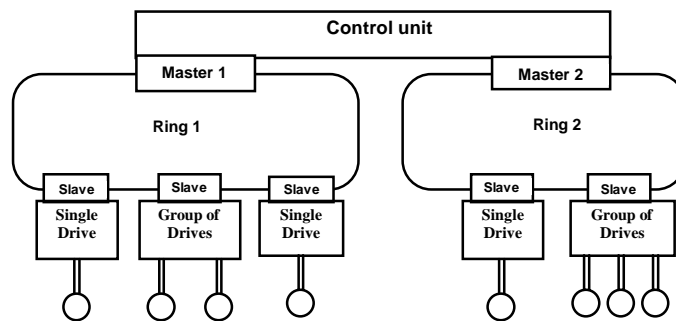 Control unit
Master 1
Master 2
Ring 1
Ring 2
Slave
Slave
Slave
Slave
Slave
Single
Drive
Group of
Drives
Single
Drive
Single
Drive
Group of
Drives